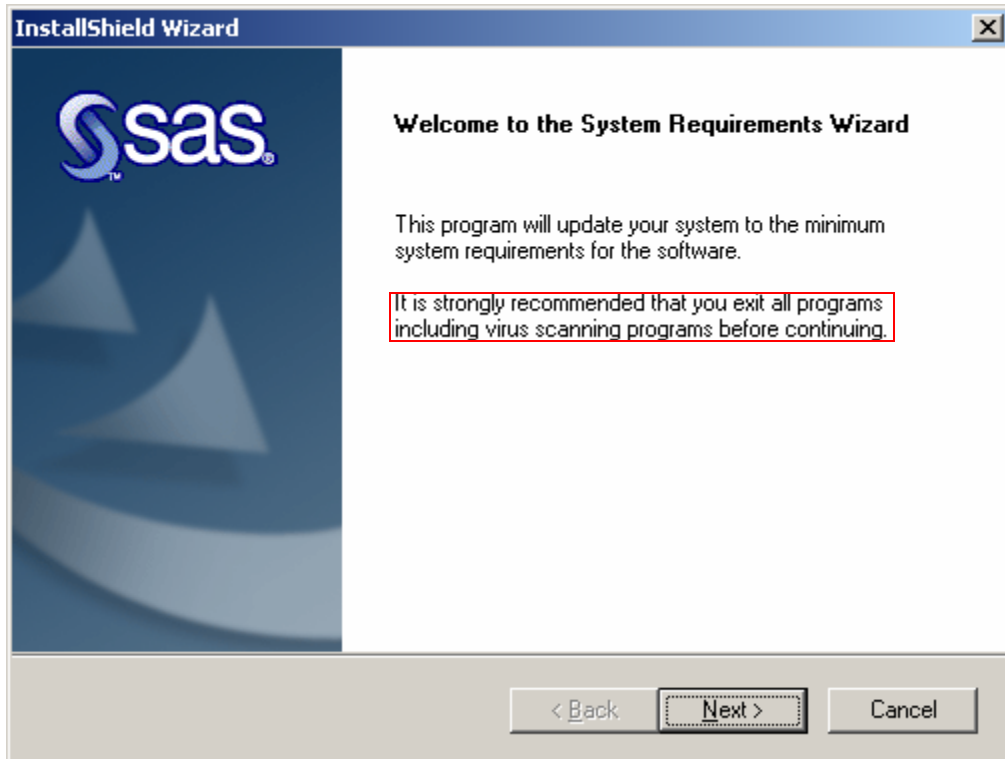 InstallShield Wizard
sas®
™
Welcome to the System Requirements Wizard
This program will update your system to the minimum
system requirements for the software.
It is strongly recommended that you exit all programs
including virus scanning programs before continuing.
< Back
Next >
Cancel